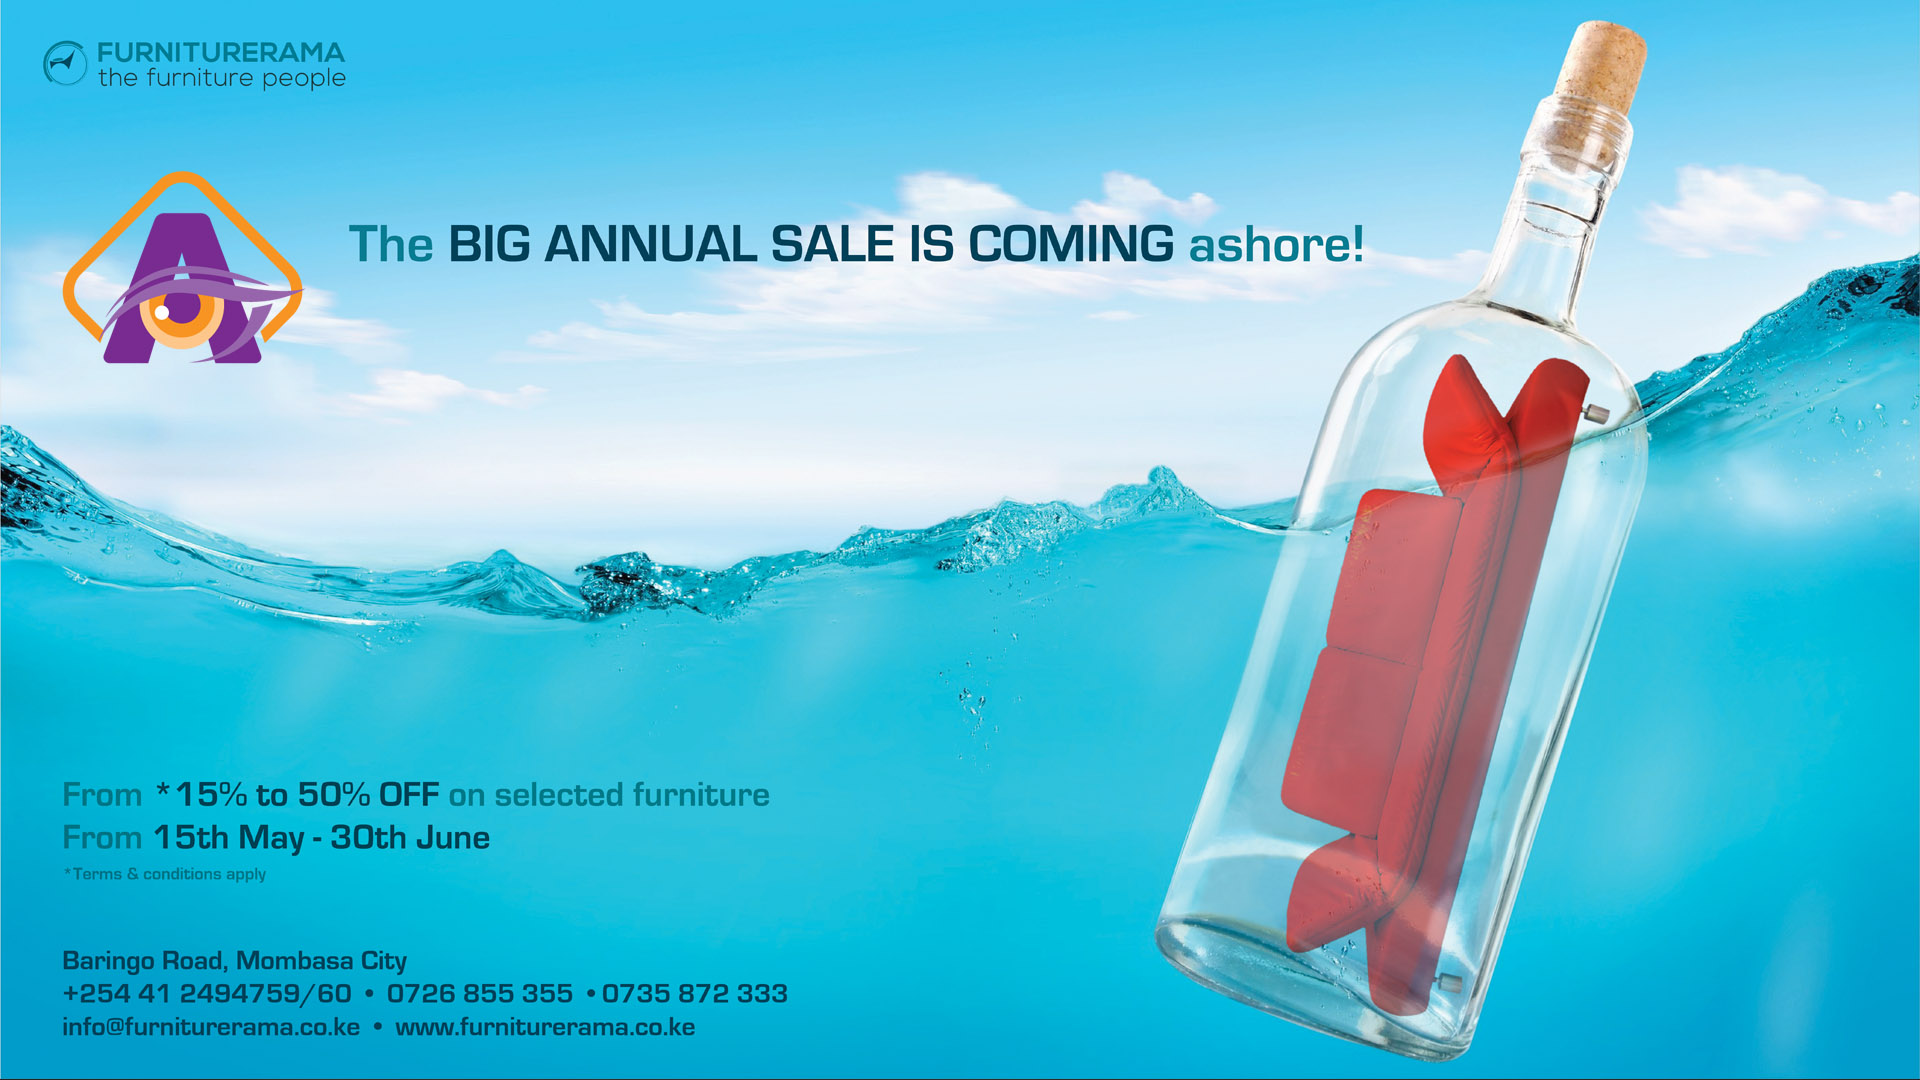 FURNITURERAMA
the furniture people
The BIG ANNUAL SALE IS COMING ashore!
From *15% to 50% OFF on selected furniture
From 15th May - 30th June
*Terms & conditions apply
Baringo Road, Mombasa City
+254 41 2494759/60 • 0726 855 355 • 0735 872 333
info@furniturerama.co.ke • www.furniturerama.co.ke